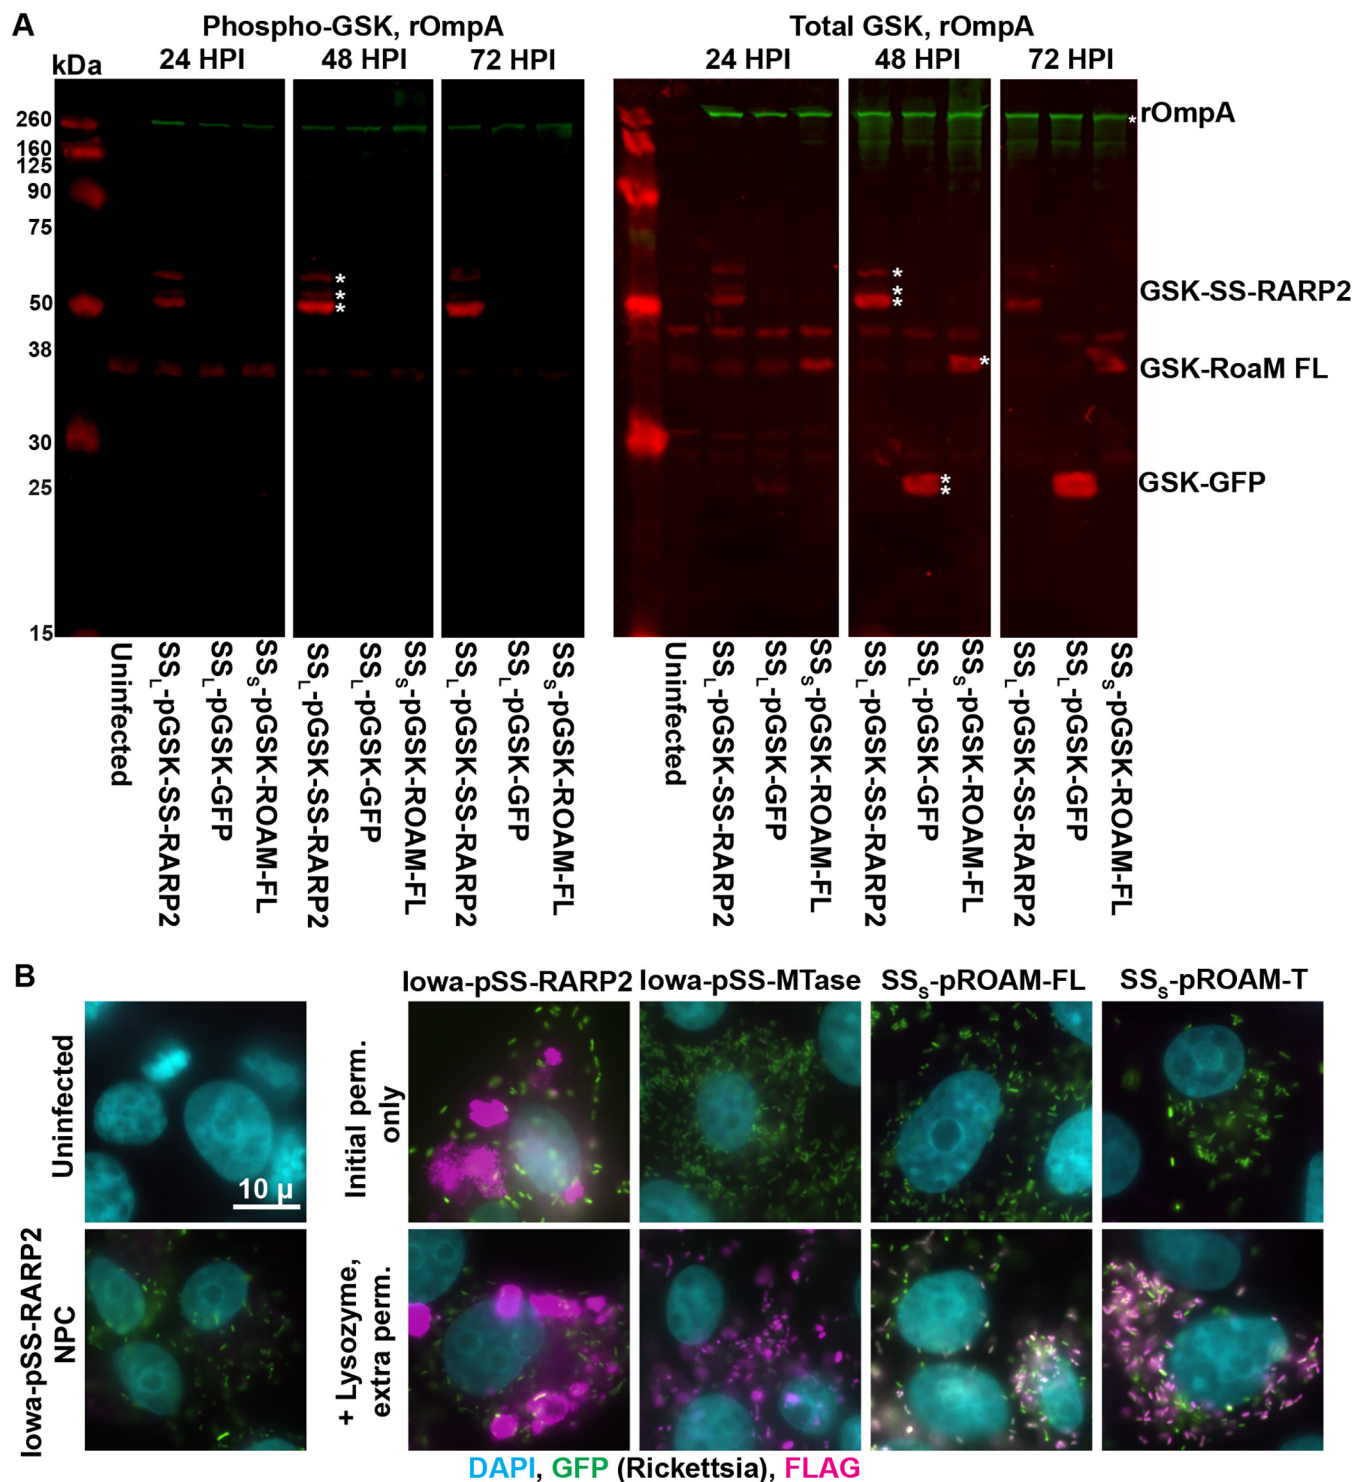 A
Phospho-GSK, rOmpA
Total GSK, rOmpA
kDa
24 HPI
48 HPI
72 HPI
24 HPI
48 HPI
72 HPI
260
160
125
90
75
50
38
30
25
15
*
*
*
*
*
*
*
*
*
*
rOmpA
GSK-SS-RARP2
GSK-RoaM FL
GSK-GFP
Uninfected
SSL-pGSK-SS-RARP2
SSL-pGSK-GFP
SSS-pGSK-ROAM-FL
SSL-pGSK-SS-RARP2
SSL-pGSK-GFP
SSS-pGSK-ROAM-FL
SSL-pGSK-SS-RARP2
SSL-pGSK-GFP
SSS-pGSK-ROAM-FL
Uninfected
SSL-pGSK-SS-RARP2
SSL-pGSK-GFP
SSS-pGSK-ROAM-FL
SSL-pGSK-SS-RARP2
SSL-pGSK-GFP
SSS-pGSK-ROAM-FL
SSL-pGSK-SS-RARP2
SSL-pGSK-GFP
SSS-pGSK-ROAM-FL
B
Iowa-pSS-RARP2
Iowa-pSS-MTase
SSS-pROAM-FL
SSS-pROAM-T
Uninfected
10 µ
Initial perm.
only
Iowa-pSS-RARP2
NPC
+ Lysozyme,
extra perm.
DAPI, GFP (Rickettsia), FLAG